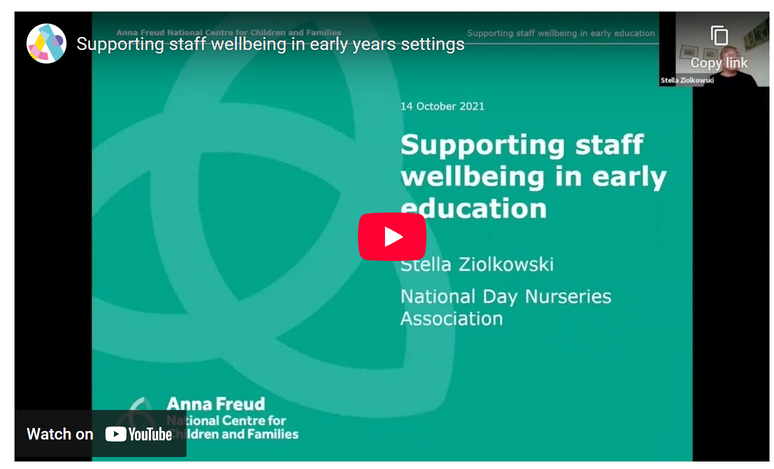 Anna Freud National Centre for Children and Families
Supporting staff wellbeing in early education
Supporting staff wellbeing in early years settings
Copy link
Stella Ziolkowski
14 October 2021
Supporting staff
wellbeing in early
education
Stella Ziolkowski
National Day Nurseries
Association
Anna Freud
National Centre for
Children and Families
Watch on YouTube